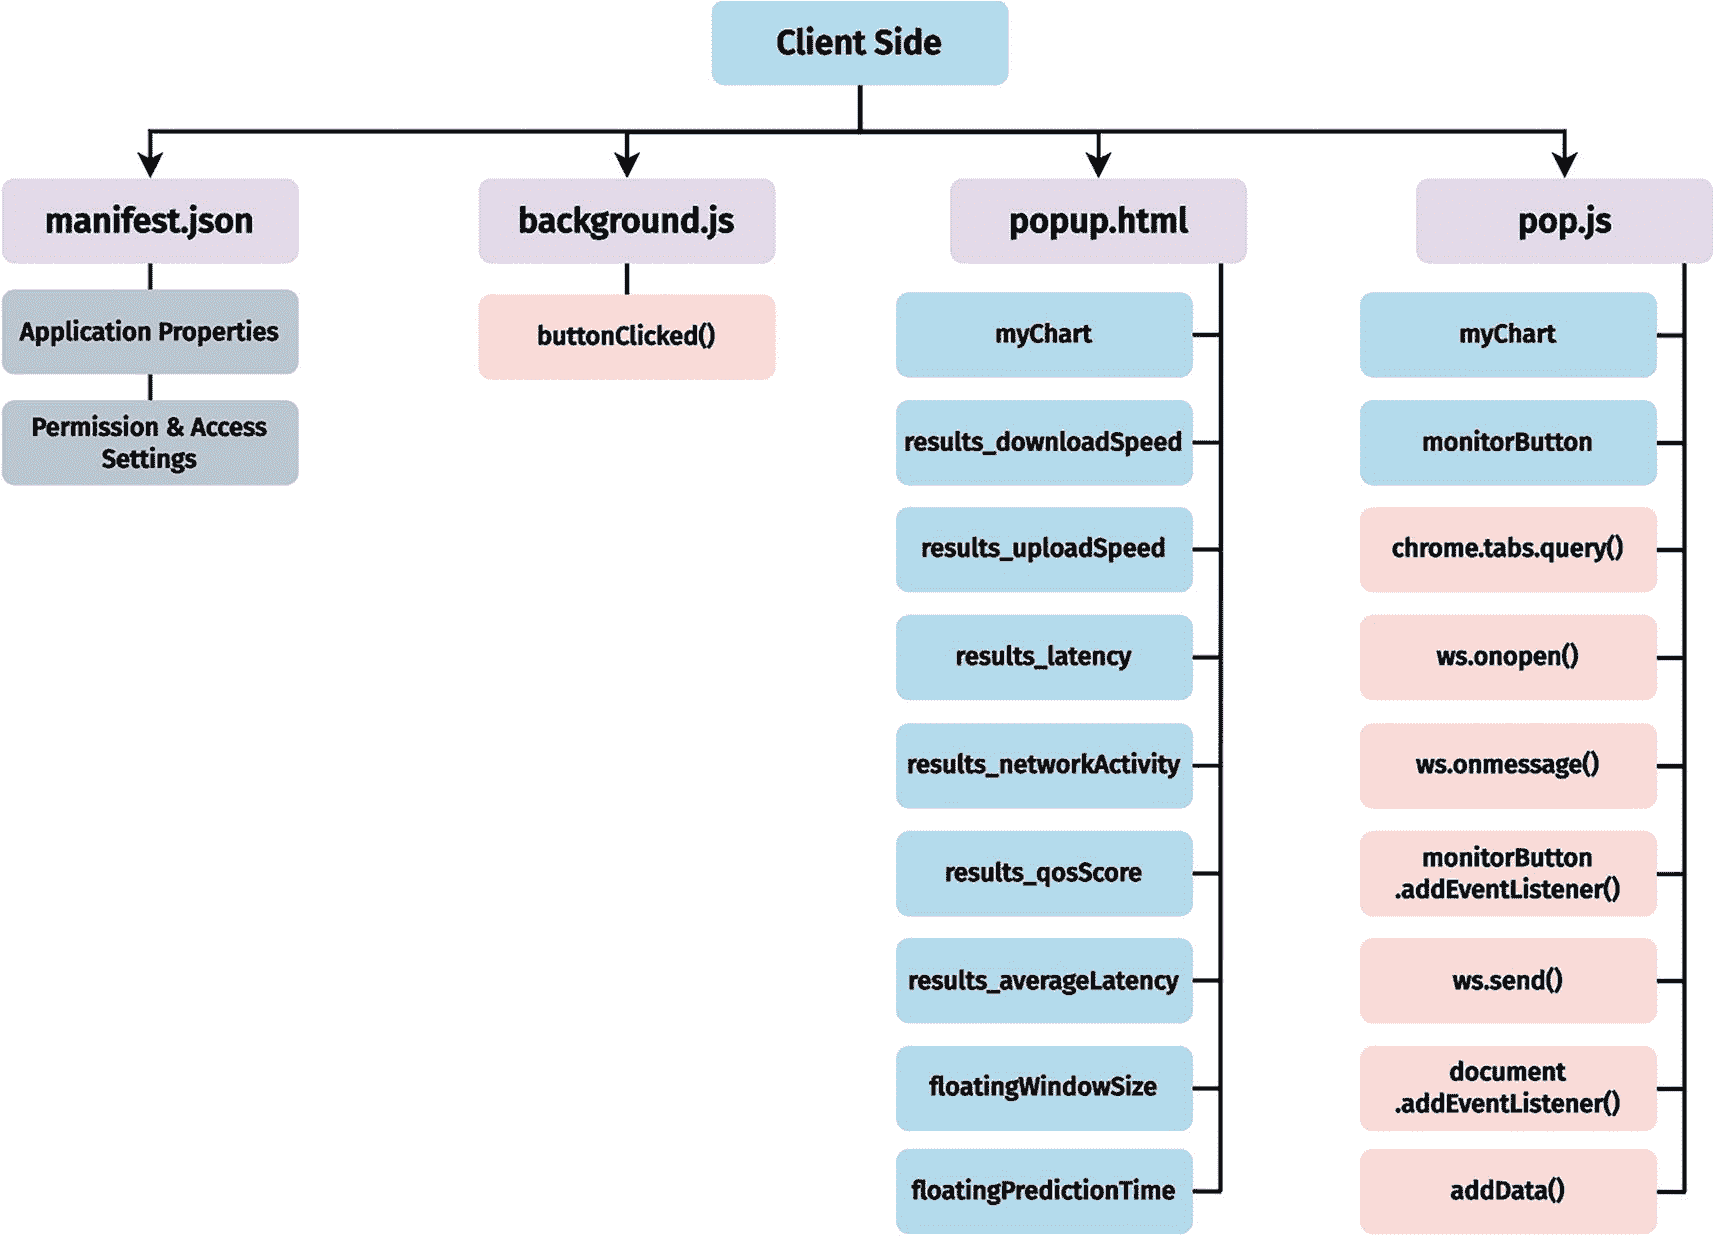 Client Side
manifest.json
Application Properties
Permission & Access
Settings
background.js
buttonClicked()
popup.html
myChart
results_downloadSpeed
results_uploadSpeed
results_latency
results_networkActivity
results_qosScore
results_averageLatency
floatingWindowSize
floatingPredictionTime
pop.js
myChart
monitorButton
chrome.tabs.query()
ws.onopen()
ws.onmessage()
monitorButton
.addEventListener()
ws.send()
document
.addEventListener()
addData()